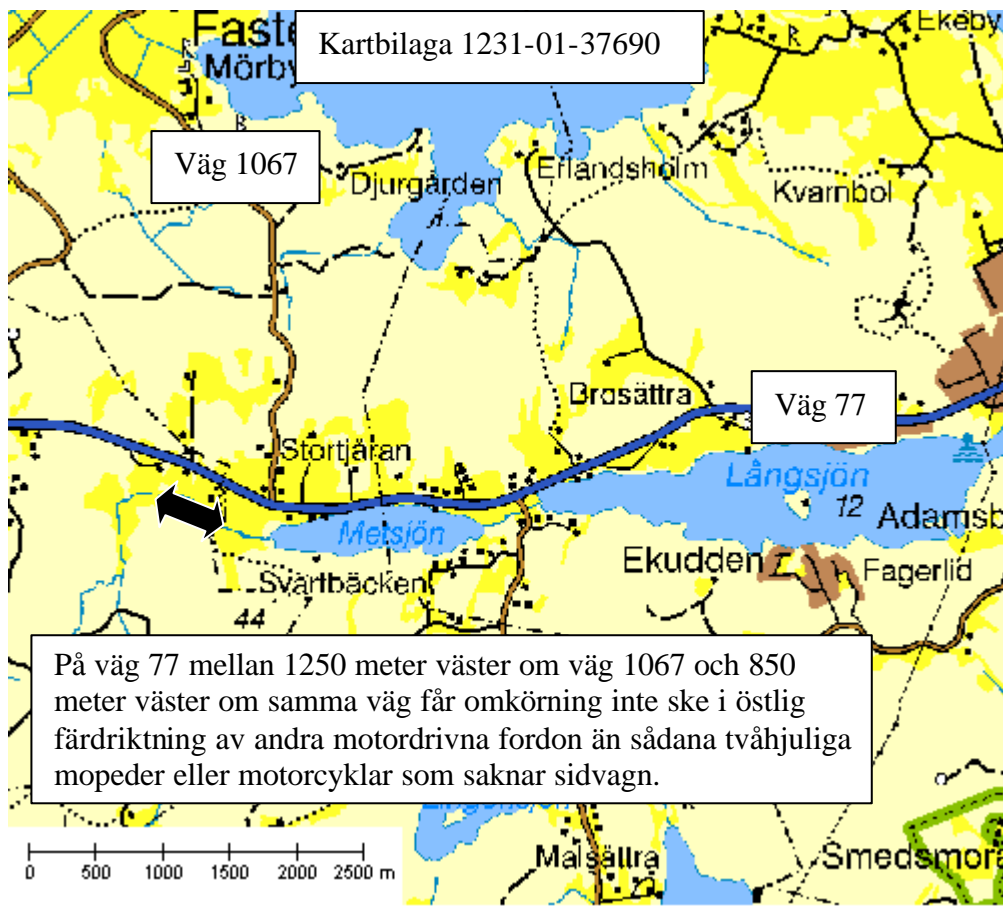 Faste
Kartbilaga 1231-01-37690
Ekeby
Mörby
Väg 1067
Djurgården
Erlandsholm
Kvarnbol
Brosättra
Väg 77
Stortjäran
Långsjön
12
Metsjön
Adamsb
Ekudden
Fagerlid
Svartbäcken
44
På väg 77 mellan 1250 meter väster om väg 1067 och 850
meter väster om samma väg får omkörning inte ske i östlig
färdriktning av andra motordrivna fordon än sådana tvåhjuliga
mopeder eller motorcyklar som saknar sidvagn.
Malsättra
Smedsmora
0 500 1000 1500 2000 2500 m